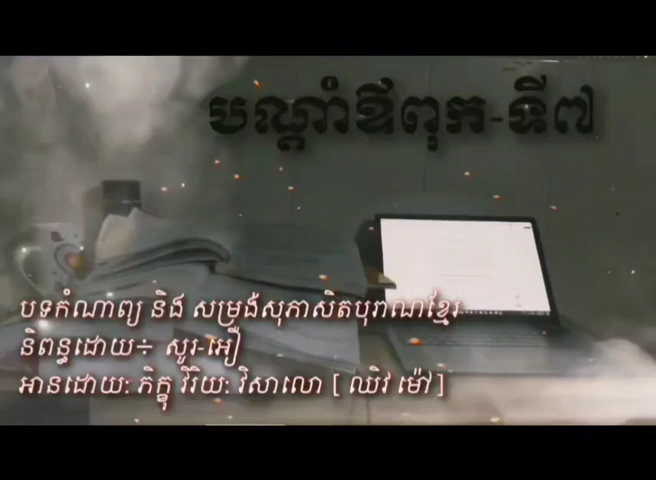 បណ្ដាំឪពុក-ទី៧
បទកំណាព្យ និង សម្រង់សុភាសិតបុរាណខ្មែរ
និពន្ធដោយ÷ សូរ-អឿ
អានដោយ: ភិក្ខុ វិរិយ: វិសាលោ [ ឈិវ ម៉ៅ ]